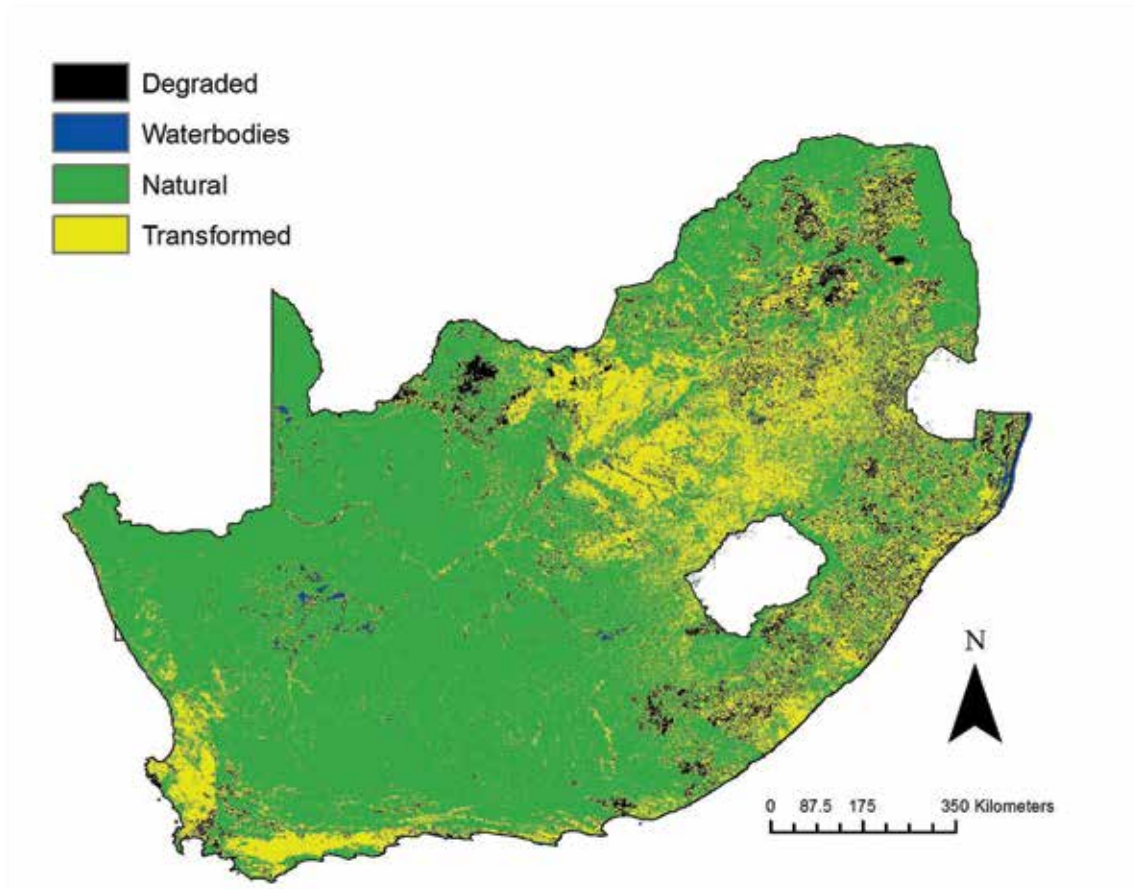 Degraded
Waterbodies
Natural
Transformed
N
0 87.5 175 350 Kilometers